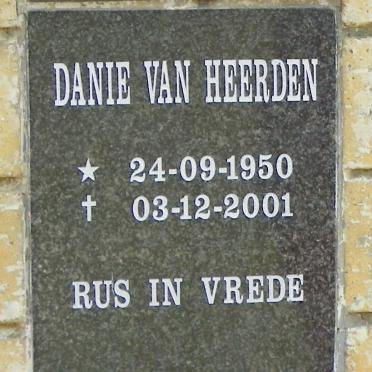 DANIE VAN HEERDEN
★ 24-09-1950
† 03-12-2001
RUS IN VREDE